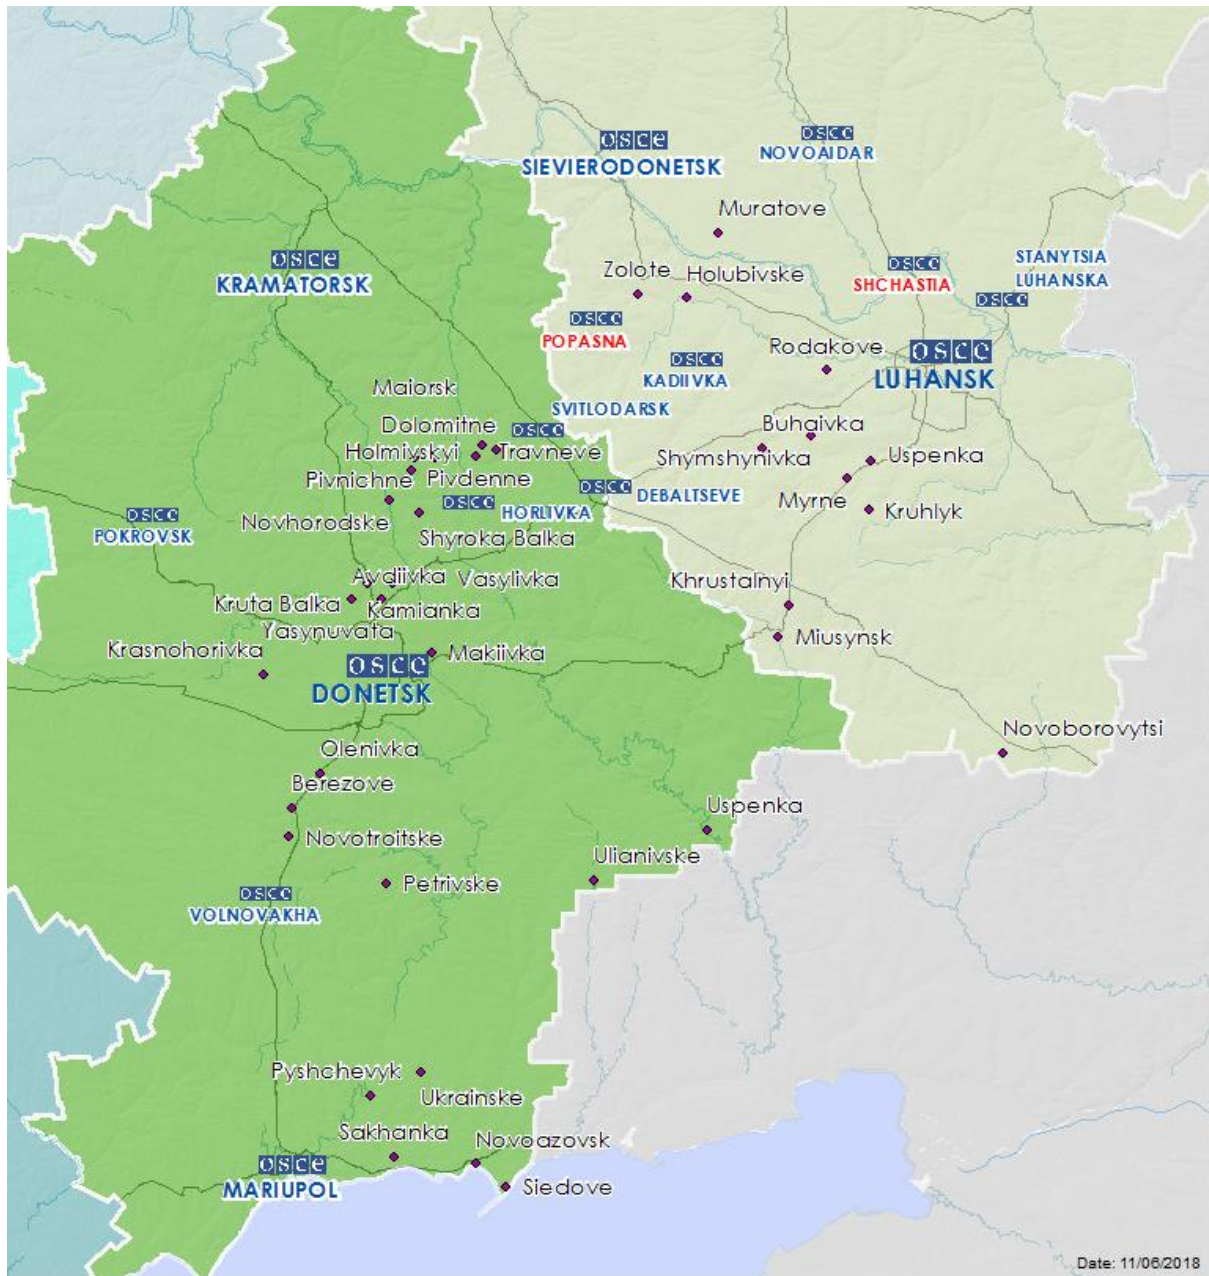 osce
SIEVIERODONETSK
osce
NOVOAIDAR
Muratove
osce
KRAMATORSK
osce
SHCHASTIA
STANYTSIA
LUHANSKA
osce
Zolote
Holubivske
osce
POPASNA
Rodakove
osce
LUHANSK
osce
KADIIVKA
Maiorsk
SVITLODARSK
osce
Dolomitne
Buhaivka
Holmivskyi
Travneve
Shymshynivka
Uspenka
Pivnichne
Pivdenne
osce
DEBALTSEVE
Myrne
osce
HORLIVKA
Kruhlyk
osce
POKROVSK
Novhorodske
Shyroka Balka
Avdiivka
Vasylivka
Khrustalnyi
Kruta Balka
Kamianka
Yasynuvata
Miusynsk
Krasnohorivka
Makiivka
osce
DONETSK
Novoborovytsi
Olenivka
Berezove
Uspenka
Novotroitske
Ulianivske
Petrivske
osce
VOLNOVAKHA
Pyshchevyk
Ukrainske
Sakhanka
Novoazovsk
osce
MARIUPOL
Siedove
Date: 11/06/2018